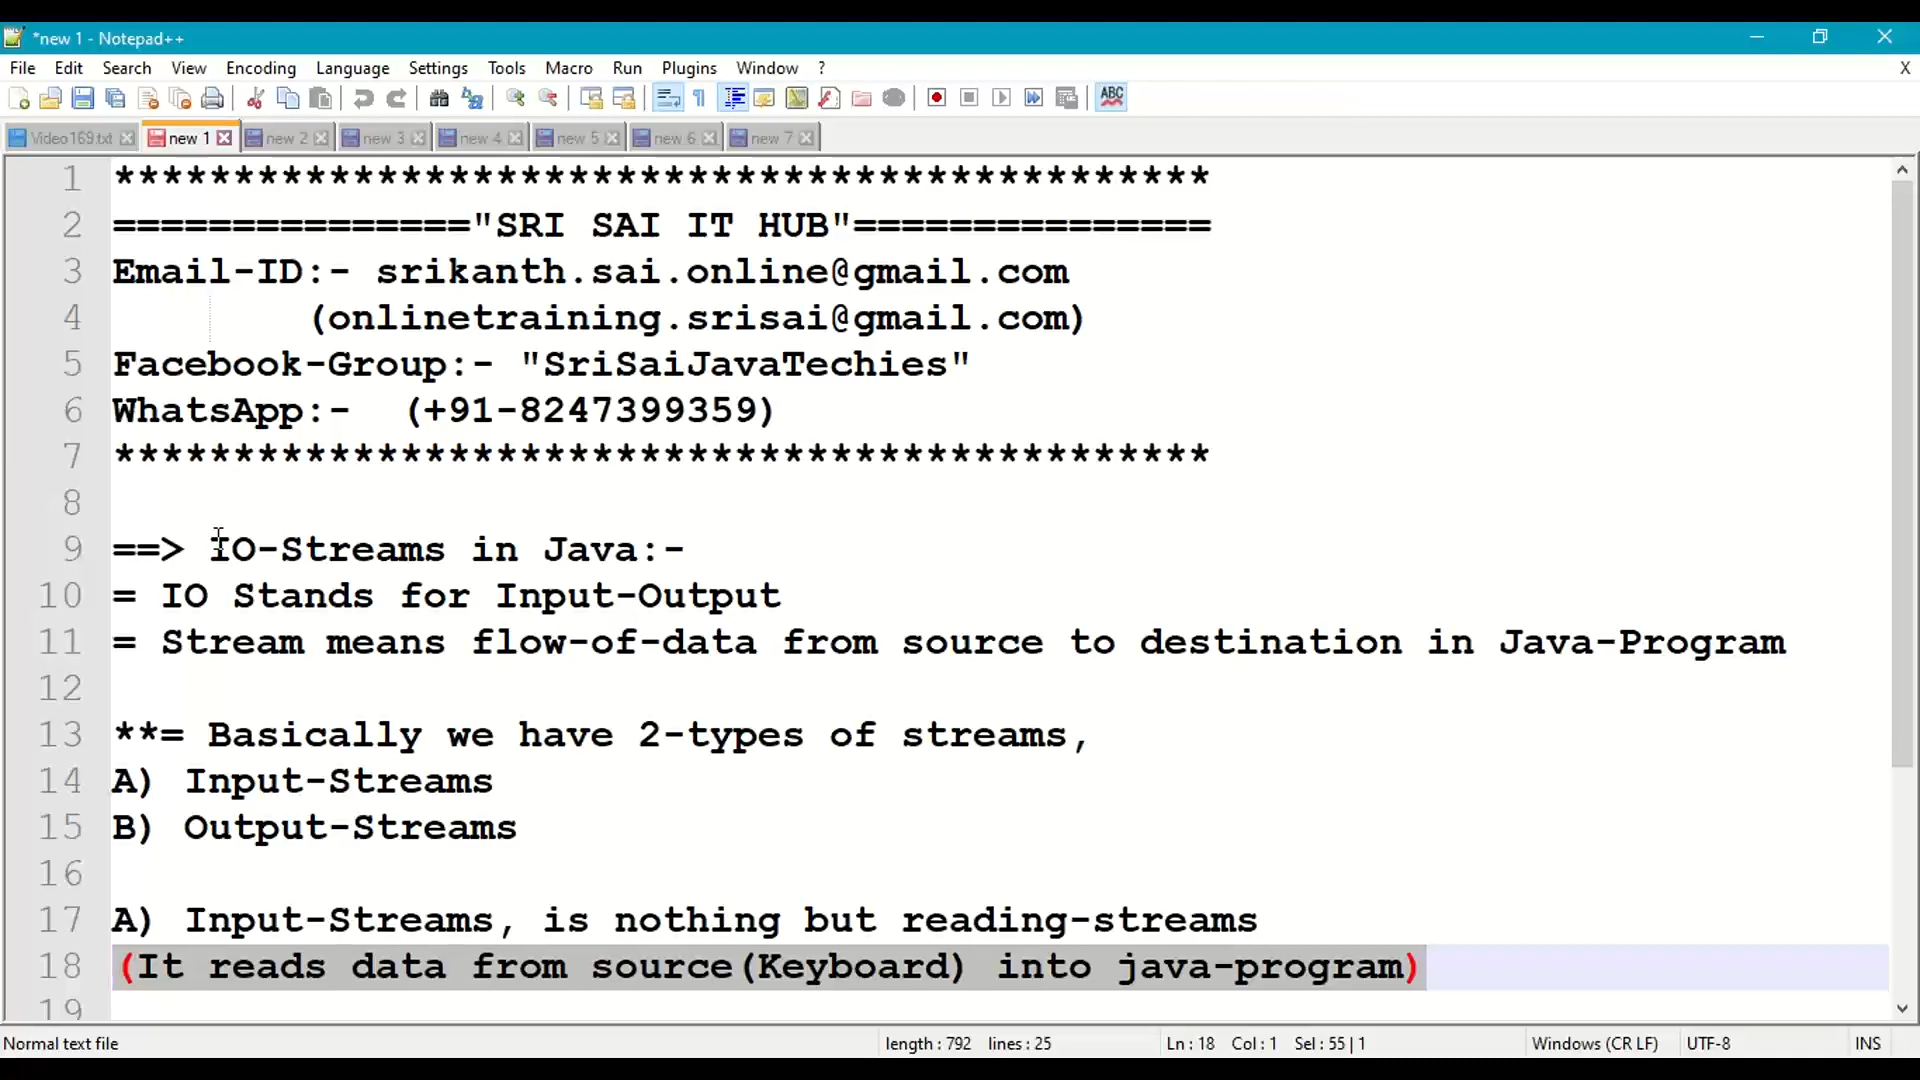 *new 1 - Notepad++
File Edit Search View Encoding Language Settings Tools Macro Run Plugins Window ? X
ABC
Video169.txt new 1 new 2 new 3 new 4 new 5 new 6 new 7
1 **********************************************
2 ==============="SRI SAI IT HUB"===============
3 Email-ID:- srikanth.sai.online@gmail.com
4 (onlinetraining.srisai@gmail.com)
5 Facebook-Group:- "SriSaiJavaTechies"
6 WhatsApp:- (+91-8247399359)
7 **********************************************
8
9 ==> IO-Streams in Java:-
10 = IO Stands for Input-Output
11 = Stream means flow-of-data from source to destination in Java-Program
12
13 **= Basically we have 2-types of streams,
14 A) Input-Streams
15 B) Output-Streams
16
17 A) Input-Streams, is nothing but reading-streams
18 (It reads data from source(Keyboard) into java-program)
19
Normal text file length : 792 lines : 25 Ln : 18 Col : 1 Sel : 55 | 1 Windows (CR LF) UTF-8 INS